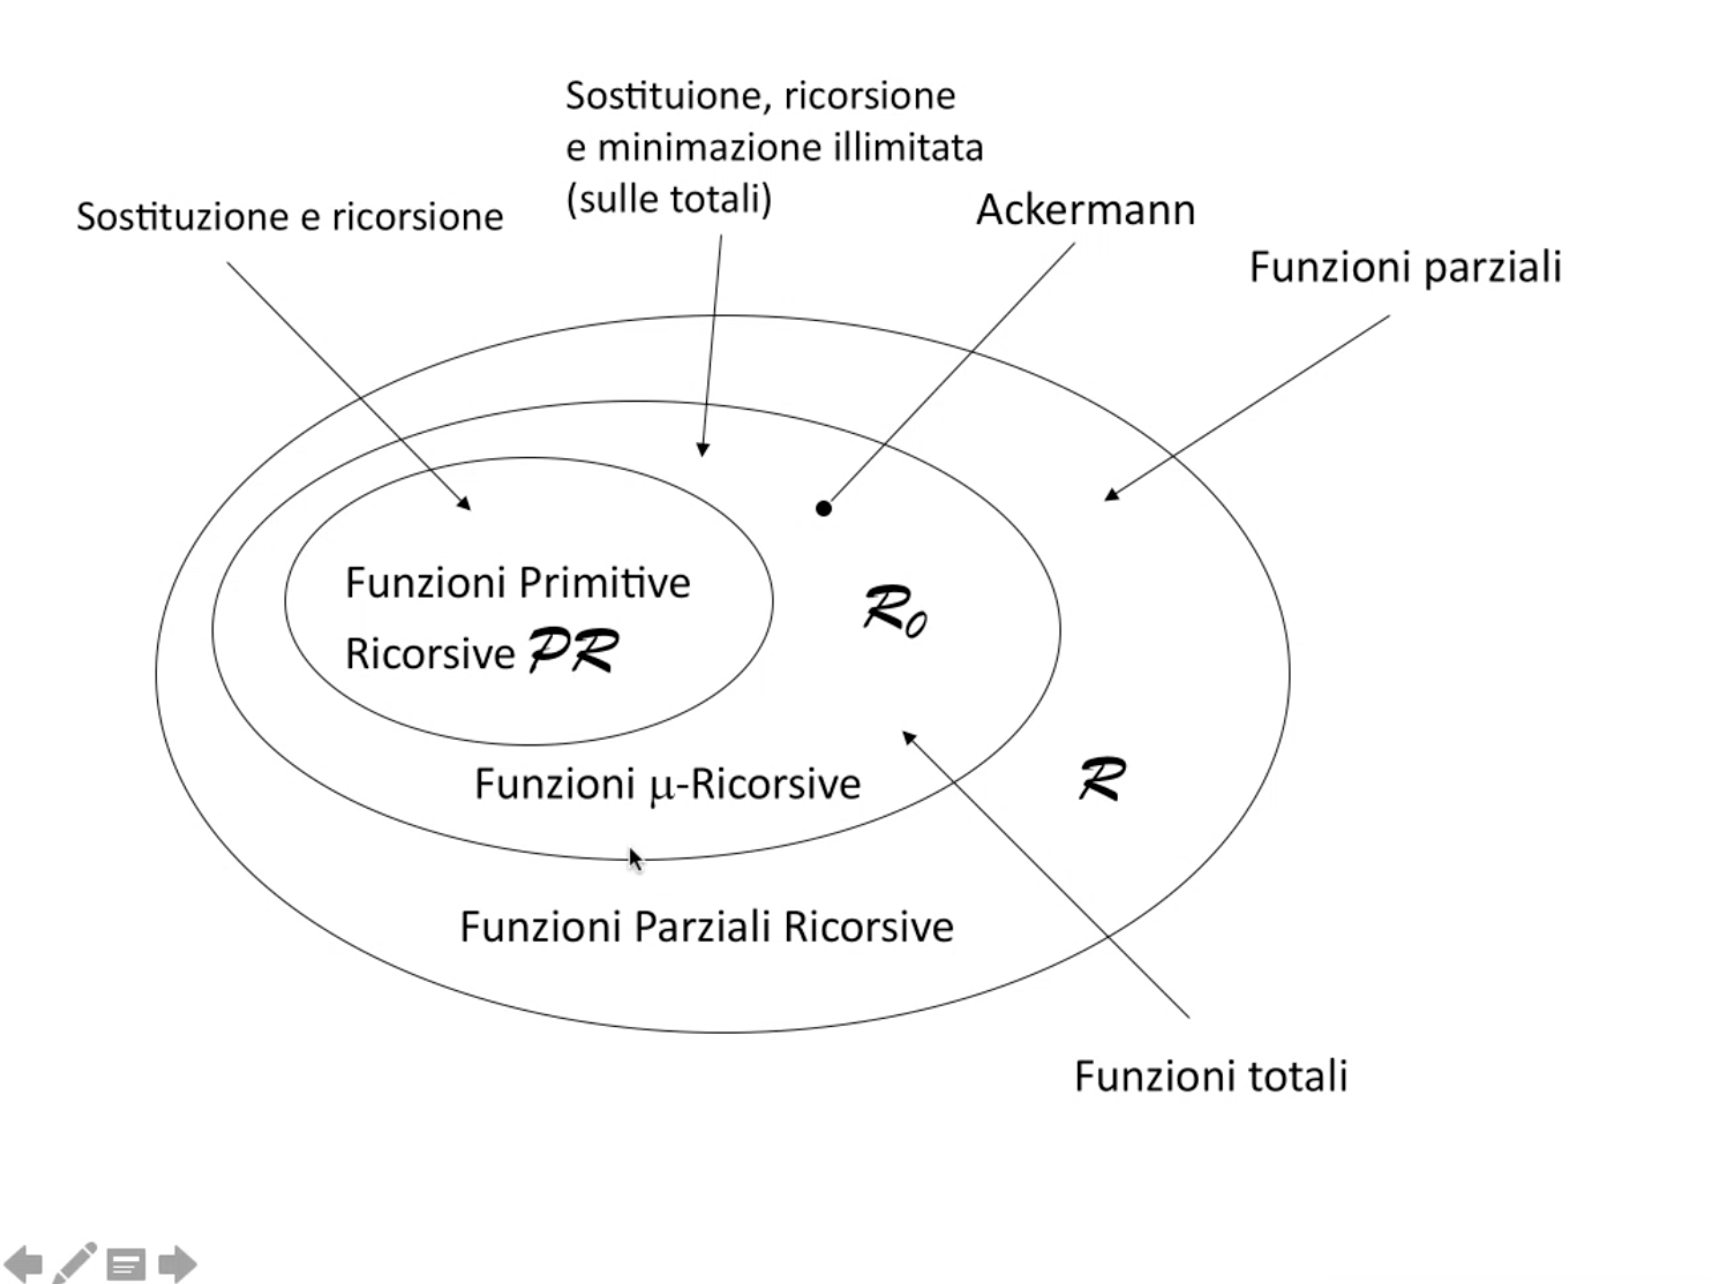 Sostituione, ricorsione
e minimazione illimitata
(sulle totali)
Sostituzione e ricorsione
Ackermann
Funzioni parziali
Funzioni Primitive
Ricorsive PR
R0
Funzioni μ-Ricorsive
R
Funzioni Parziali Ricorsive
Funzioni totali